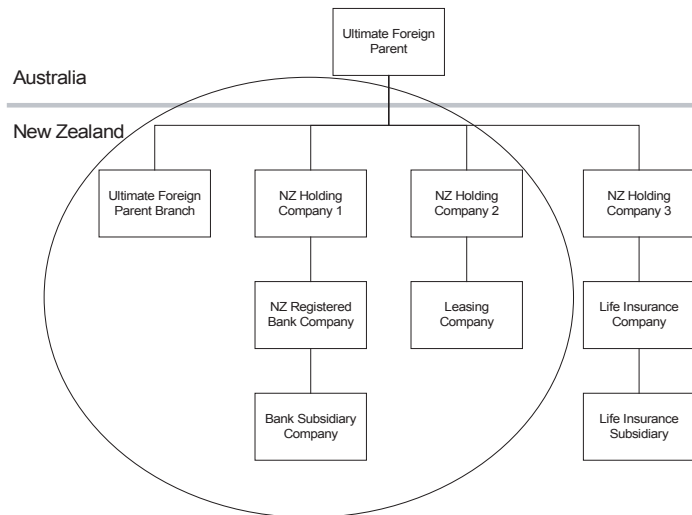 Ultimate Foreign
Parent
Australia
New Zealand
Ultimate Foreign
Parent Branch
NZ Holding
Company 1
NZ Holding
Company 2
NZ Holding
Company 3
NZ Registered
Bank Company
Leasing
Company
Life Insurance
Company
Bank Subsidiary
Company
Life Insurance
Subsidiary